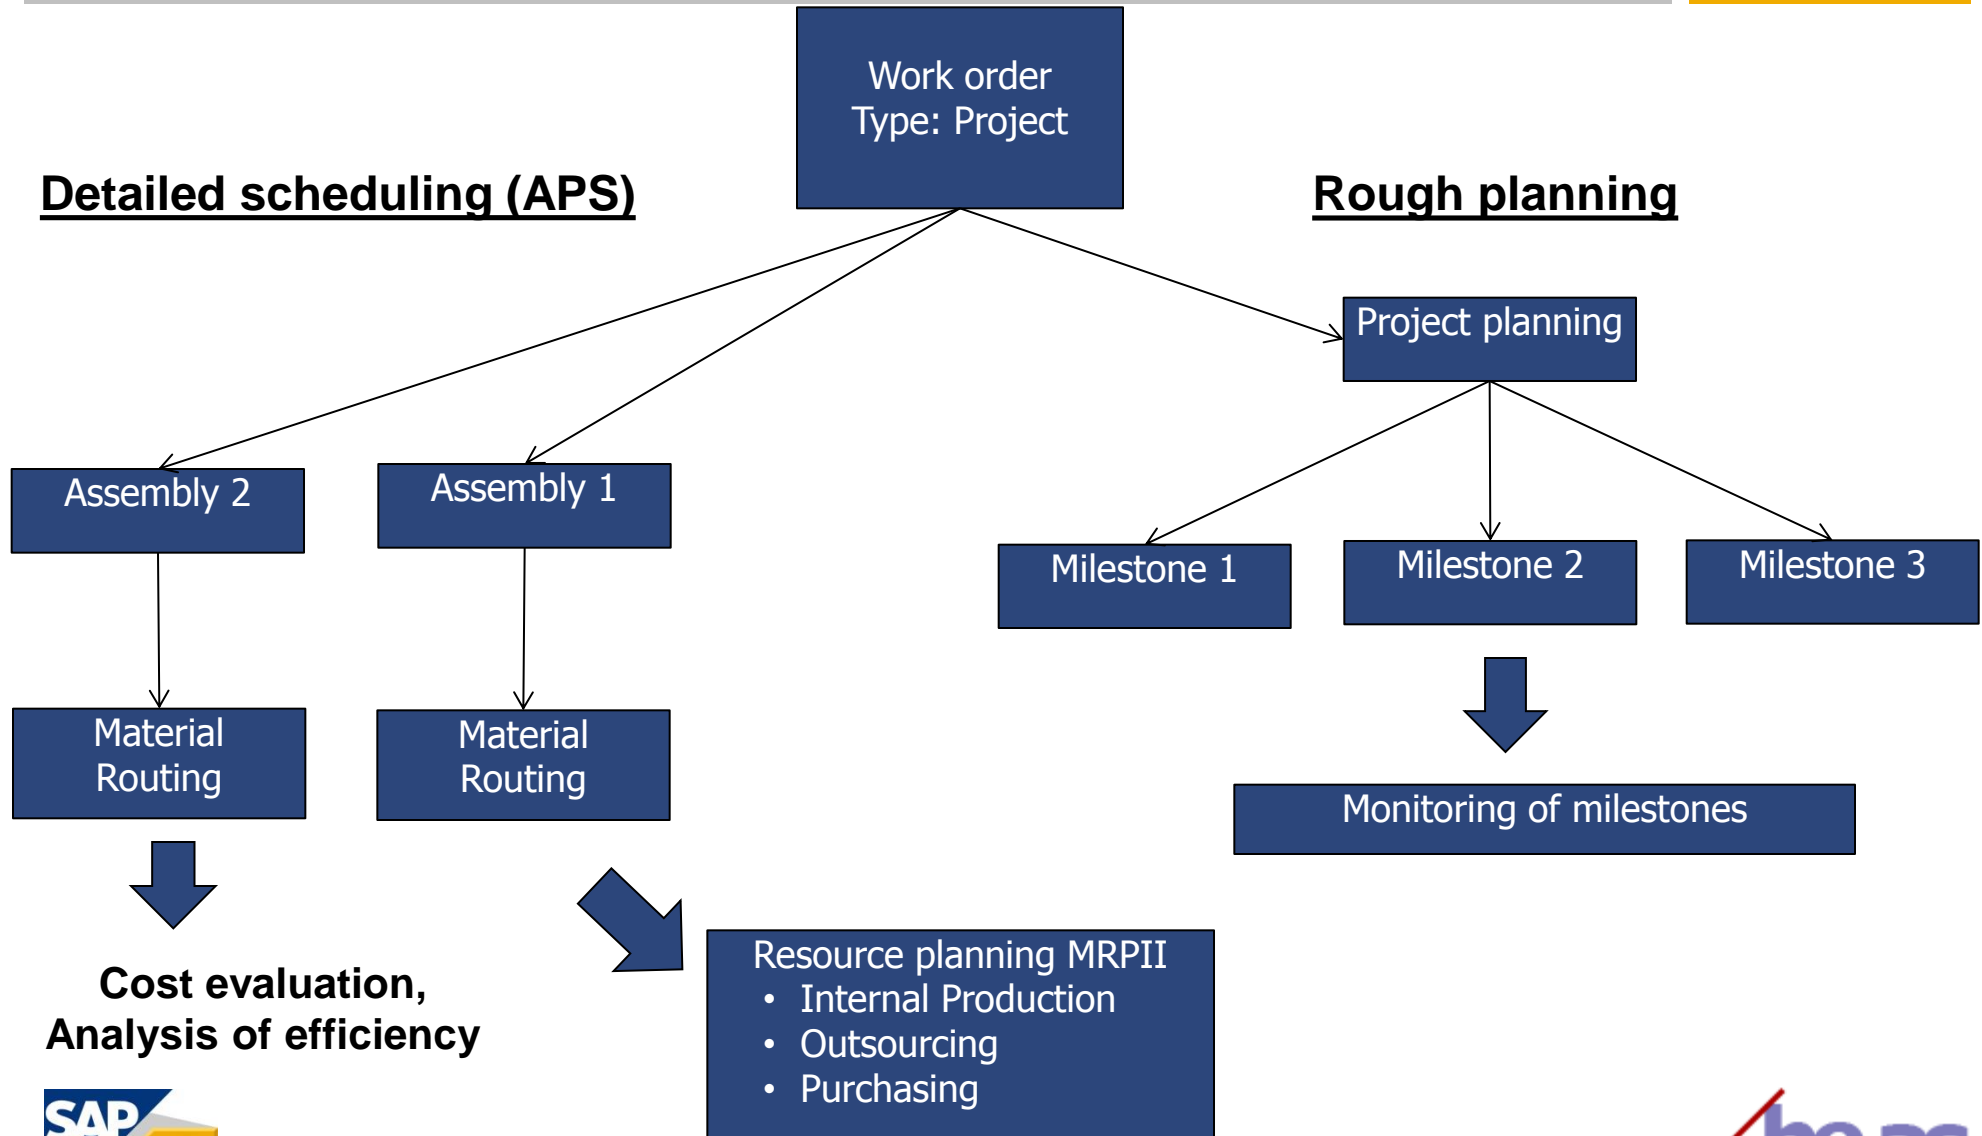 Work order
Type: Project
Detailed scheduling (APS)
Rough planning
Project planning
Assembly 2
Assembly 1
Milestone 1
Milestone 2
Milestone 3
Material
Routing
Material
Routing
Monitoring of milestones
Cost evaluation,
Analysis of efficiency
Resource planning MRPII
• Internal Production
• Outsourcing
• Purchasing
SAP